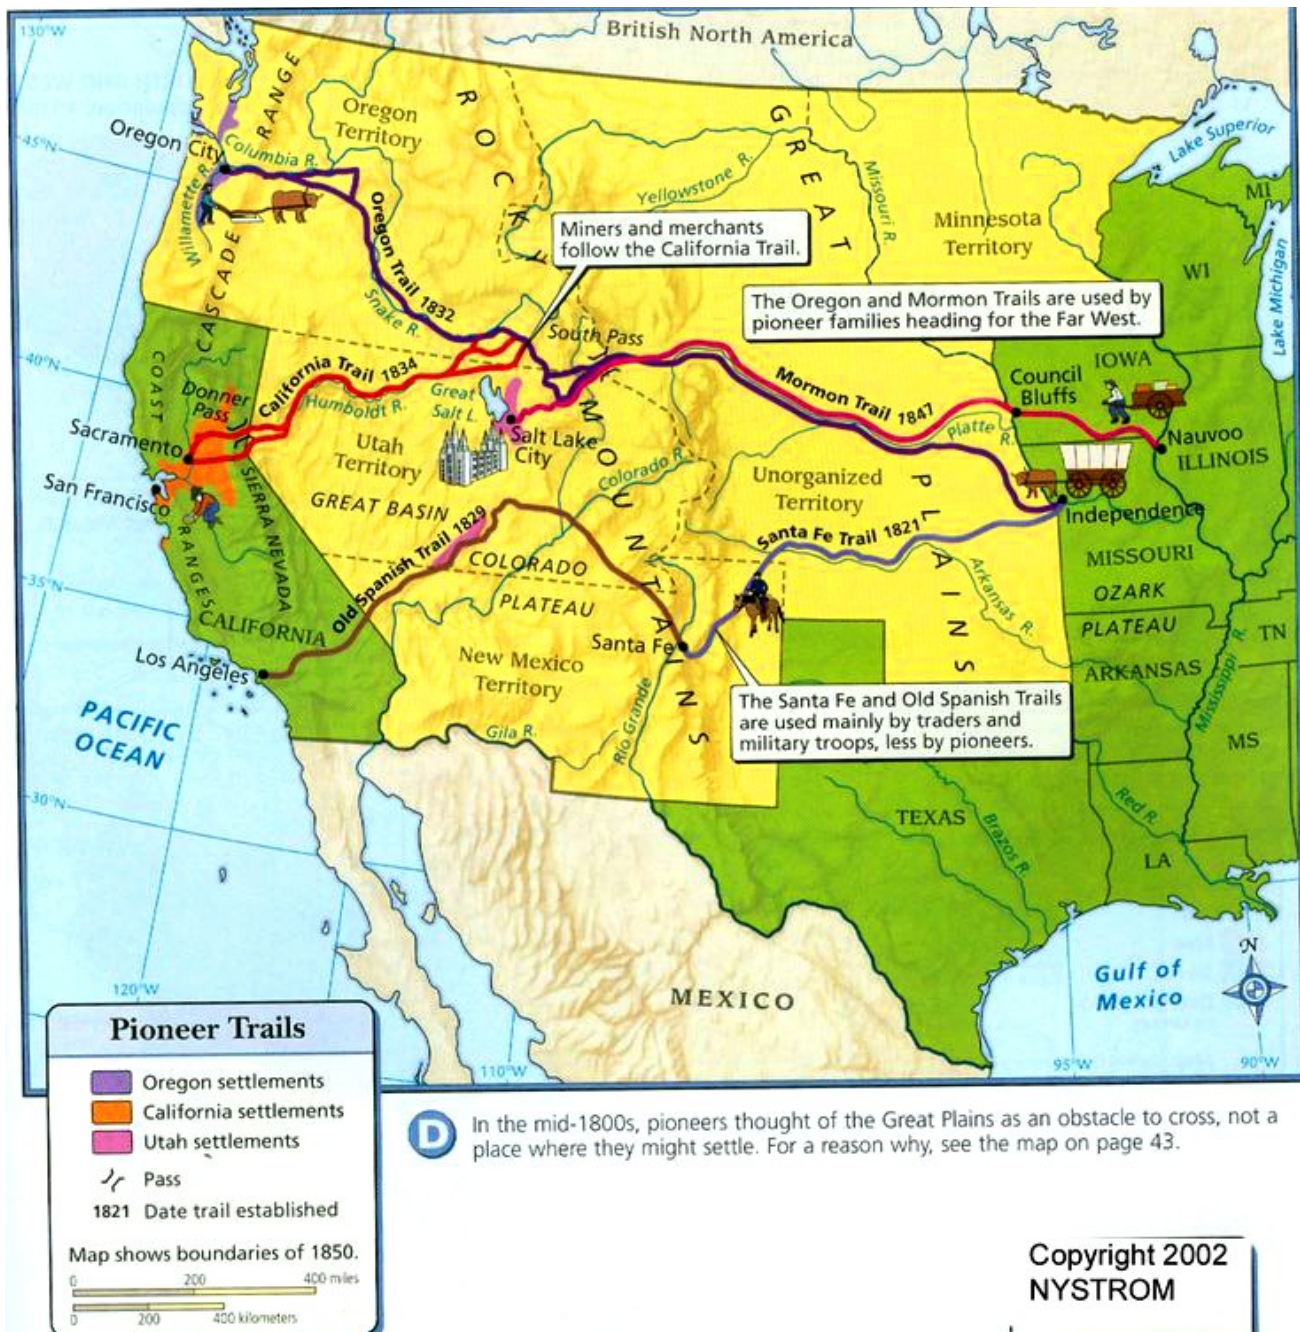 130°W
British North America
RANGE
ROCKY
MOUNTAINS
GREAT
PLAINS
Oregon
Territory
Lake Superior
Oregon City
Columbia R.
45°N
Willamette R.
Yellowstone R.
Missouri R.
MI
Minnesota
Territory
Miners and merchants
follow the California Trail.
Oregon Trail 1832
CASCADE
WI
Lake Michigan
Snake R.
The Oregon and Mormon Trails are used by
pioneer families heading for the Far West.
South Pass
40°N
COAST
RANGES
California Trail 1834
IOWA
Donner
Pass
Great
Salt L.
Humboldt R.
Council
Bluffs
Mormon Trail 1847
Platte
R.
Sacramento
Salt Lake
City
Nauvoo
ILLINOIS
Utah
Territory
Colorado R.
Unorganized
Territory
San Francisco
SIERRA NEVADA
GREAT BASIN
Independence
Old Spanish Trail 1829
Santa Fe Trail 1821
COLORADO
PLATEAU
MISSOURI
35°N
Arkansas R.
OZARK
PLATEAU
CALIFORNIA
TN
Santa Fe
Los Angeles
New Mexico
Territory
ARKANSAS
Mississippi R.
PACIFIC
OCEAN
Rio Grande
The Santa Fe and Old Spanish Trails
are used mainly by traders and
military troops, less by pioneers.
Gila R.
MS
30°N
TEXAS
Brazos R.
Red R.
LA
N
Gulf of
Mexico
MEXICO
120°W
110°W
95°W
90°W
Pioneer Trails
Oregon settlements
California settlements
Utah settlements
Pass
1821 Date trail established
Map shows boundaries of 1850.
0 200 400 miles
0 200 400 kilometers
D
In the mid-1800s, pioneers thought of the Great Plains as an obstacle to cross, not a
place where they might settle. For a reason why, see the map on page 43.
Copyright 2002
NYSTROM